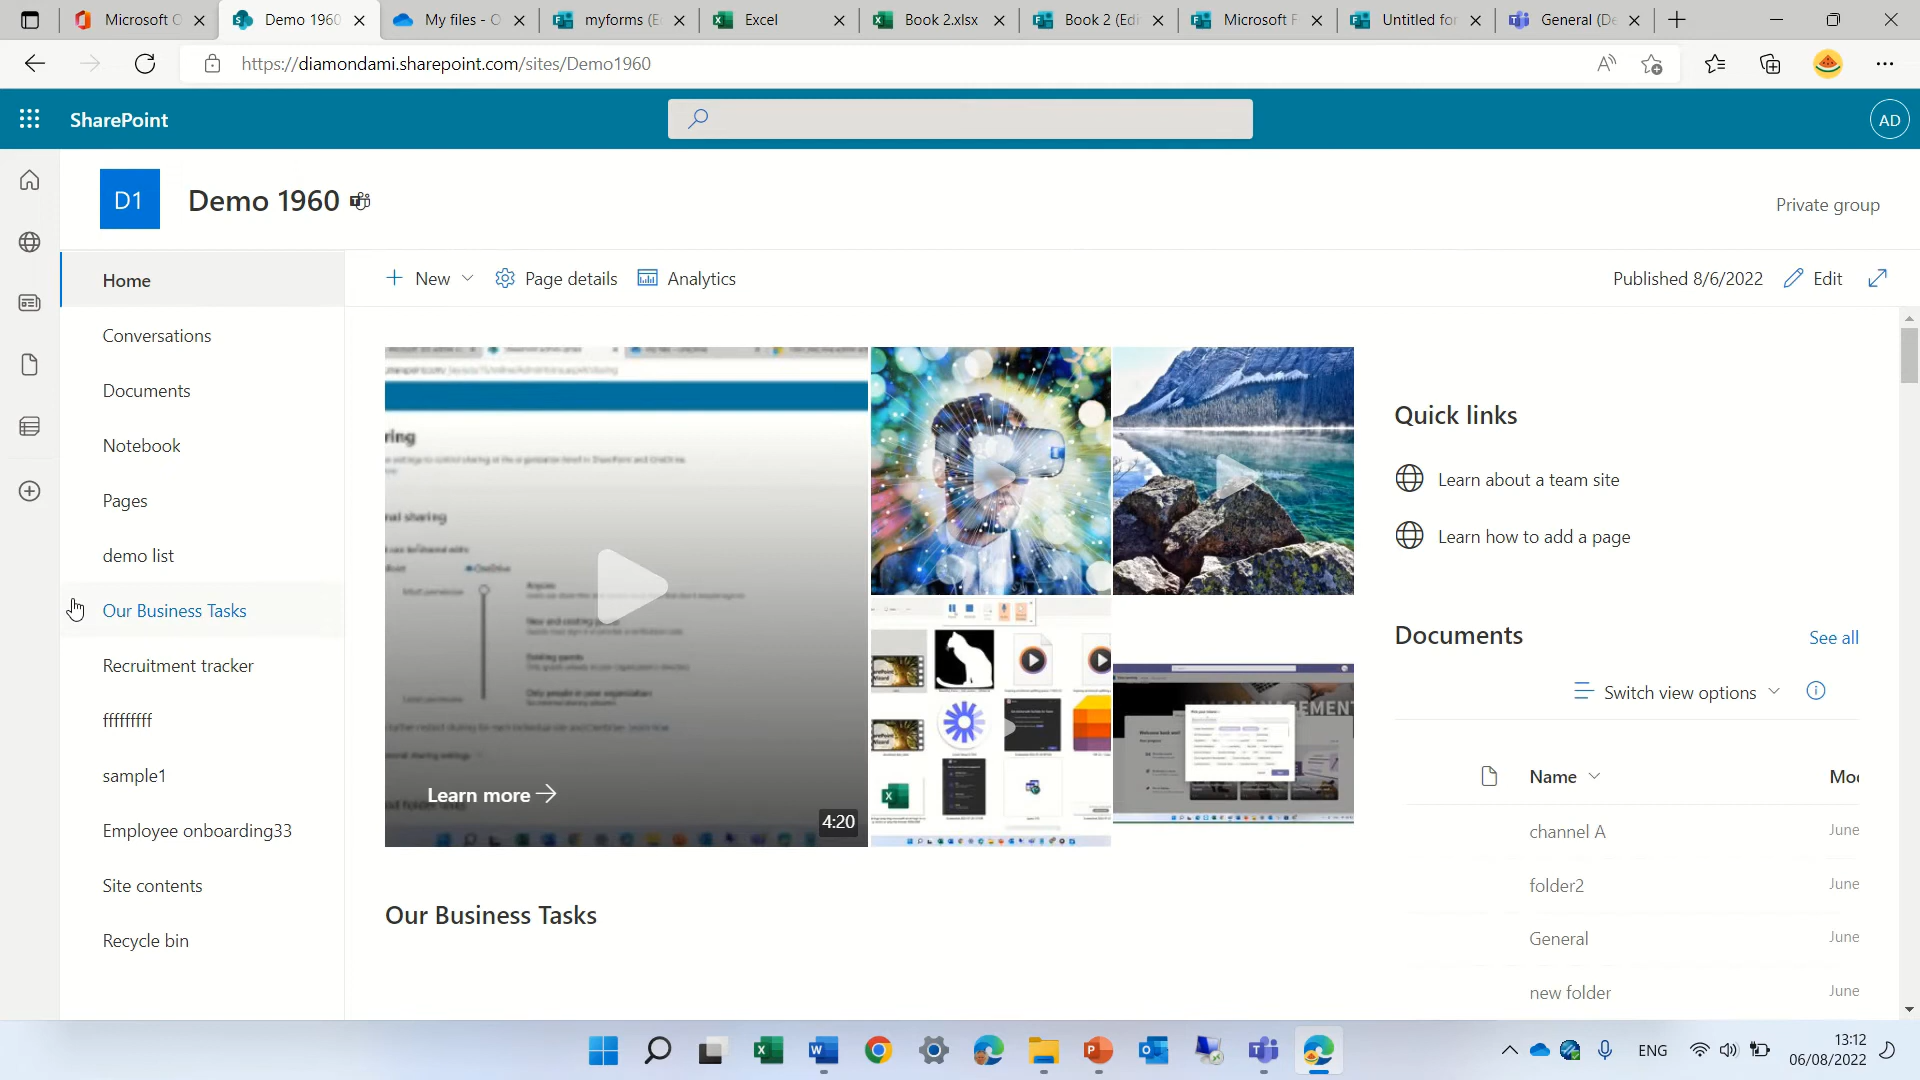 Microsoft O
Demo 1960
My files - O
myforms (E
Excel
Book 2.xlsx
Book 2 (Edi
Microsoft F
Untitled for
General (De
https://diamondami.sharepoint.com/sites/Demo1960
SharePoint
AD
D1
Demo 1960
Private group
Home
Conversations
Documents
Notebook
Pages
demo list
Our Business Tasks
Recruitment tracker
fffffffff
sample1
Employee onboarding33
Site contents
Recycle bin
New
Page details
Analytics
Published 8/6/2022
Edit
ring
nal sharing
Learn more
4:20
Quick links
Learn about a team site
Learn how to add a page
Documents
See all
Switch view options
Name
Mo
channel A
June
folder2
June
General
June
new folder
June
Our Business Tasks
ENG
13:12
06/08/2022